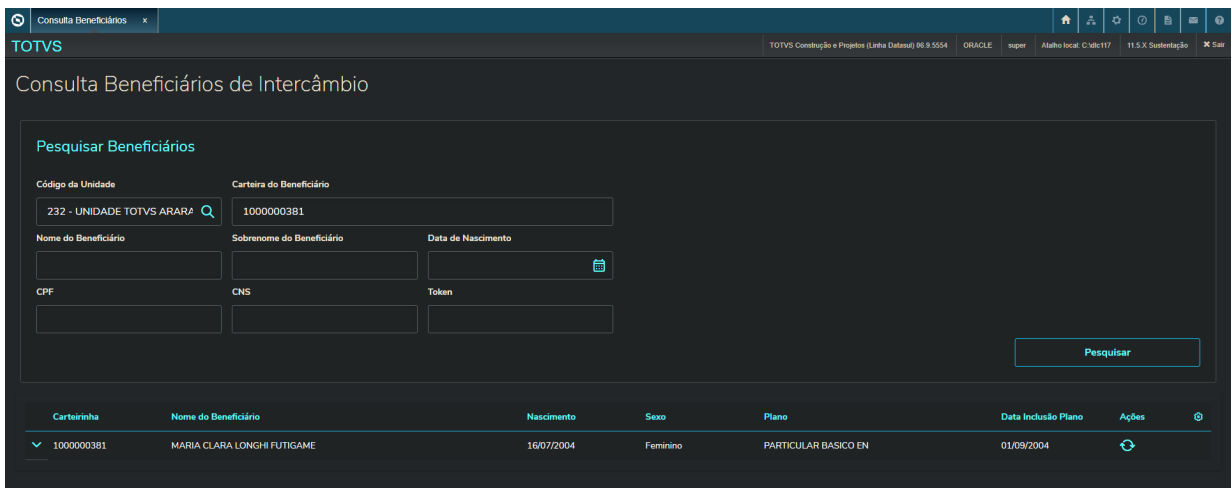 Consulta Beneficiários x
TOTVS
TOTVS Construção e Projetos (Linha Datasul) 06.9.5554 ORACLE super Atalho local: C:\dlc117 11.5.X Sustentação Sair
Consulta Beneficiários de Intercâmbio
Pesquisar Beneficiários
Código da Unidade Carteira do Beneficiário
232 - UNIDADE TOTVS ARARA 1000000381
Nome do Beneficiário Sobrenome do Beneficiário Data de Nascimento
CPF CNS Token
Pesquisar
Carteirinha Nome do Beneficiário Nascimento Sexo Plano Data Inclusão Plano Ações
1000000381 MARIA CLARA LONGHI FUTIGAME 16/07/2004 Feminino PARTICULAR BASICO EN 01/09/2004